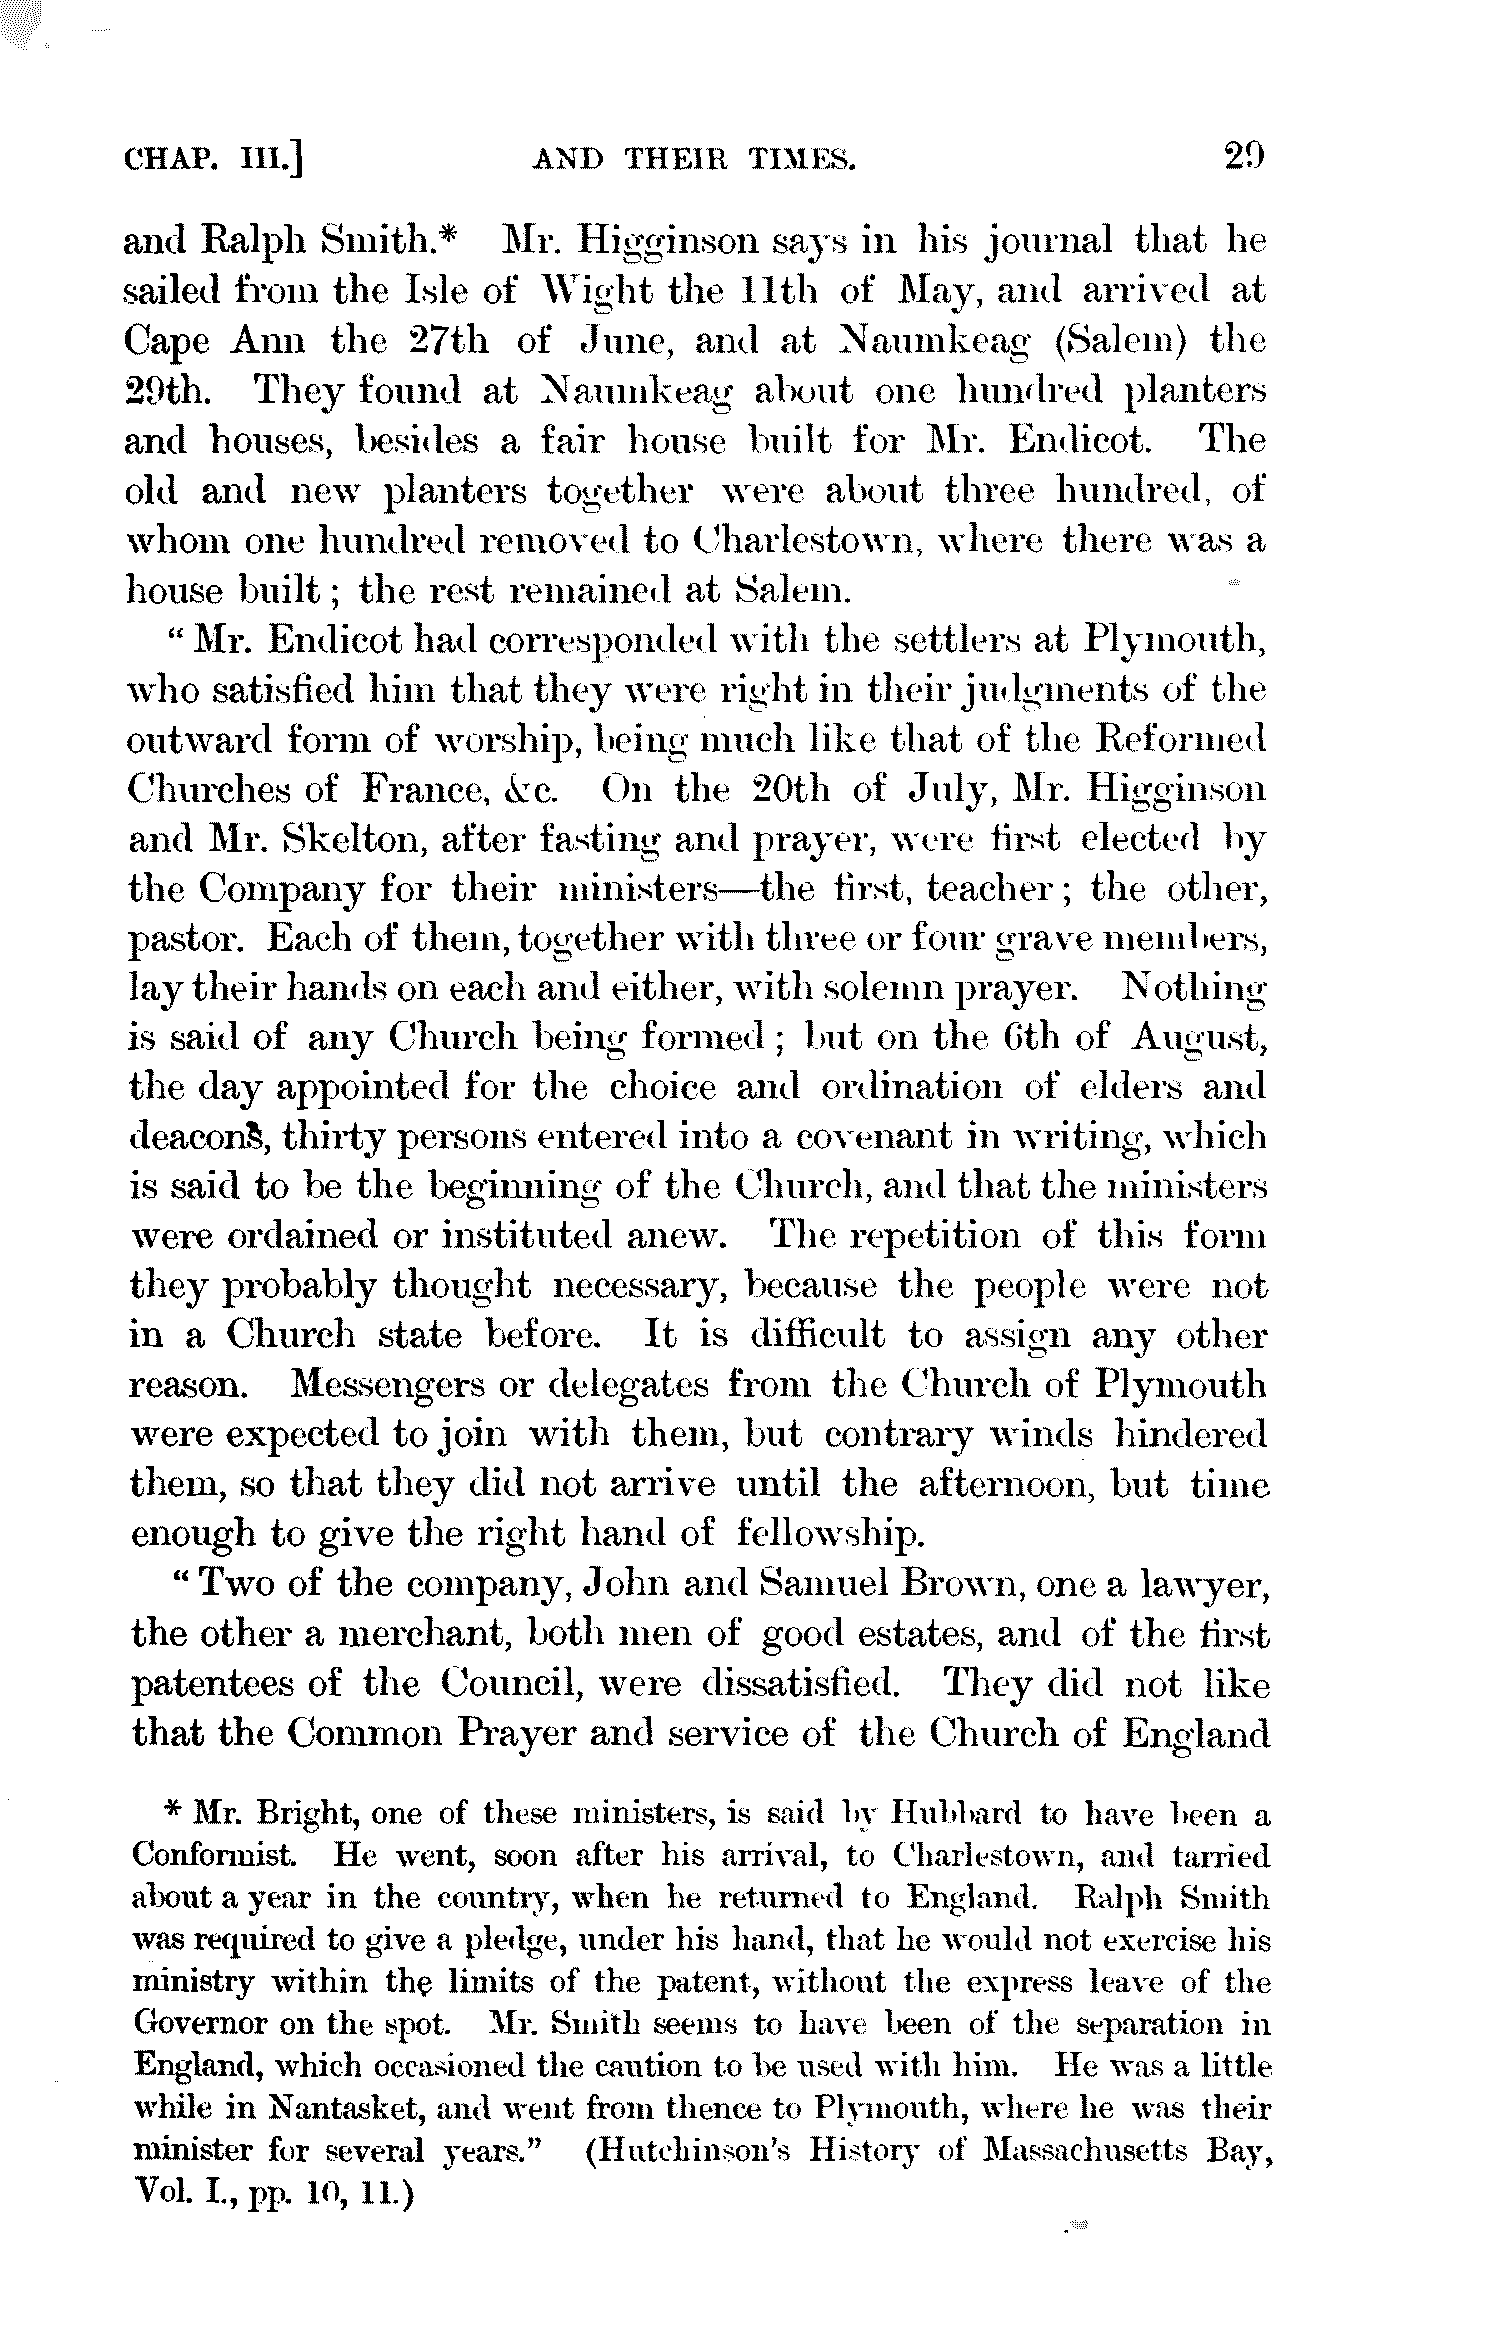 CHAP. III.] AND THEIR TIMES. 29
and Ralph Smith.* Mr. Higginson says in his journal that he
sailed from the Isle of Wight the 11th of May, and arrived at
Cape Ann the 27th of June, and at Naumkeag (Salem) the
29th. They found at Naumkeag about one hundred planters
and houses, besides a fair house built for Mr. Endicot. The
old and new planters together were about three hundred, of
whom one hundred removed to Charlestown, where there was a
house built; the rest remained at Salem.
“Mr. Endicot had corresponded with the settlers at Plymouth,
who satisfied him that they were right in their judgments of the
outward form of worship, being much like that of the Reformed
Churches of France, &c. On the 20th of July, Mr. Higginson
and Mr. Skelton, after fasting and prayer, were first elected by
the Company for their ministers—the first, teacher; the other,
pastor. Each of them, together with three or four grave members,
lay their hands on each and either, with solemn prayer. Nothing
is said of any Church being formed; but on the 6th of August,
the day appointed for the choice and ordination of elders and
deacons, thirty persons entered into a covenant in writing, which
is said to be the beginning of the Church, and that the ministers
were ordained or instituted anew. The repetition of this form
they probably thought necessary, because the people were not
in a Church state before. It is difficult to assign any other
reason. Messengers or delegates from the Church of Plymouth
were expected to join with them, but contrary winds hindered
them, so that they did not arrive until the afternoon, but time
enough to give the right hand of fellowship.
“Two of the company, John and Samuel Brown, one a lawyer,
the other a merchant, both men of good estates, and of the first
patentees of the Council, were dissatisfied. They did not like
that the Common Prayer and service of the Church of England
* Mr. Bright, one of these ministers, is said by Hubbard to have been a
Conformist. He went, soon after his arrival, to Charlestown, and tarried
about a year in the country, when he returned to England. Ralph Smith
was required to give a pledge, under his hand, that he would not exercise his
ministry within the limits of the patent, without the express leave of the
Governor on the spot. Mr. Smith seems to have been of the separation in
England, which occasioned the caution to be used with him. He was a little
while in Nantasket, and went from thence to Plymouth, where he was their
minister for several years.” (Hutchinson's History of Massachusetts Bay,
Vol. I., pp. 10, 11.)